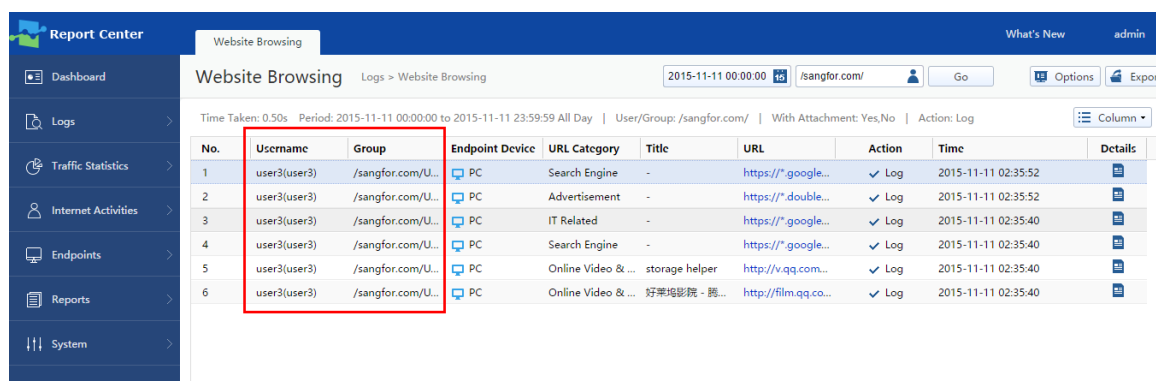 Report Center
Website Browsing
What's New
admin
Dashboard
Logs
Traffic Statistics
Internet Activities
Endpoints
Reports
System
Website Browsing Logs > Website Browsing
2015-11-11 00:00:00 15 /sangfor.com/ Go Options Expor
Time Taken: 0.50s Period: 2015-11-11 00:00:00 to 2015-11-11 23:59:59 All Day | User/Group: /sangfor.com/ | With Attachment: Yes,No | Action: Log Column
No. Username Group Endpoint Device URL Category Title URL Action Time Details
1 user3(user3) /sangfor.com/U... PC Search Engine - https://*.google... Log 2015-11-11 02:35:52
2 user3(user3) /sangfor.com/U... PC Advertisement - https://*.double... Log 2015-11-11 02:35:52
3 user3(user3) /sangfor.com/U... PC IT Related - https://*.google... Log 2015-11-11 02:35:40
4 user3(user3) /sangfor.com/U... PC Search Engine - https://*.google... Log 2015-11-11 02:35:40
5 user3(user3) /sangfor.com/U... PC Online Video & ... storage helper http://v.qq.com... Log 2015-11-11 02:35:40
6 user3(user3) /sangfor.com/U... PC Online Video & ... 好莱坞影院 - 腾... http://film.qq.co... Log 2015-11-11 02:35:40